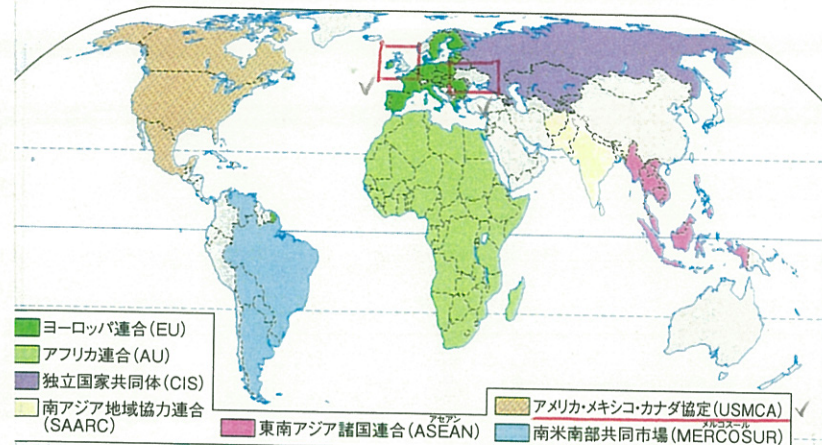 ヨーロッパ連合(EU)
アフリカ連合(AU)
独立国家共同体(CIS)
南アジア地域協力連合
(SAARC)
アセアン
東南アジア諸国連合(ASEAN)
アメリカ・メキシコ・カナダ協定(USMCA)
メルコスール
南米南部共同市場(MERCOSUR)